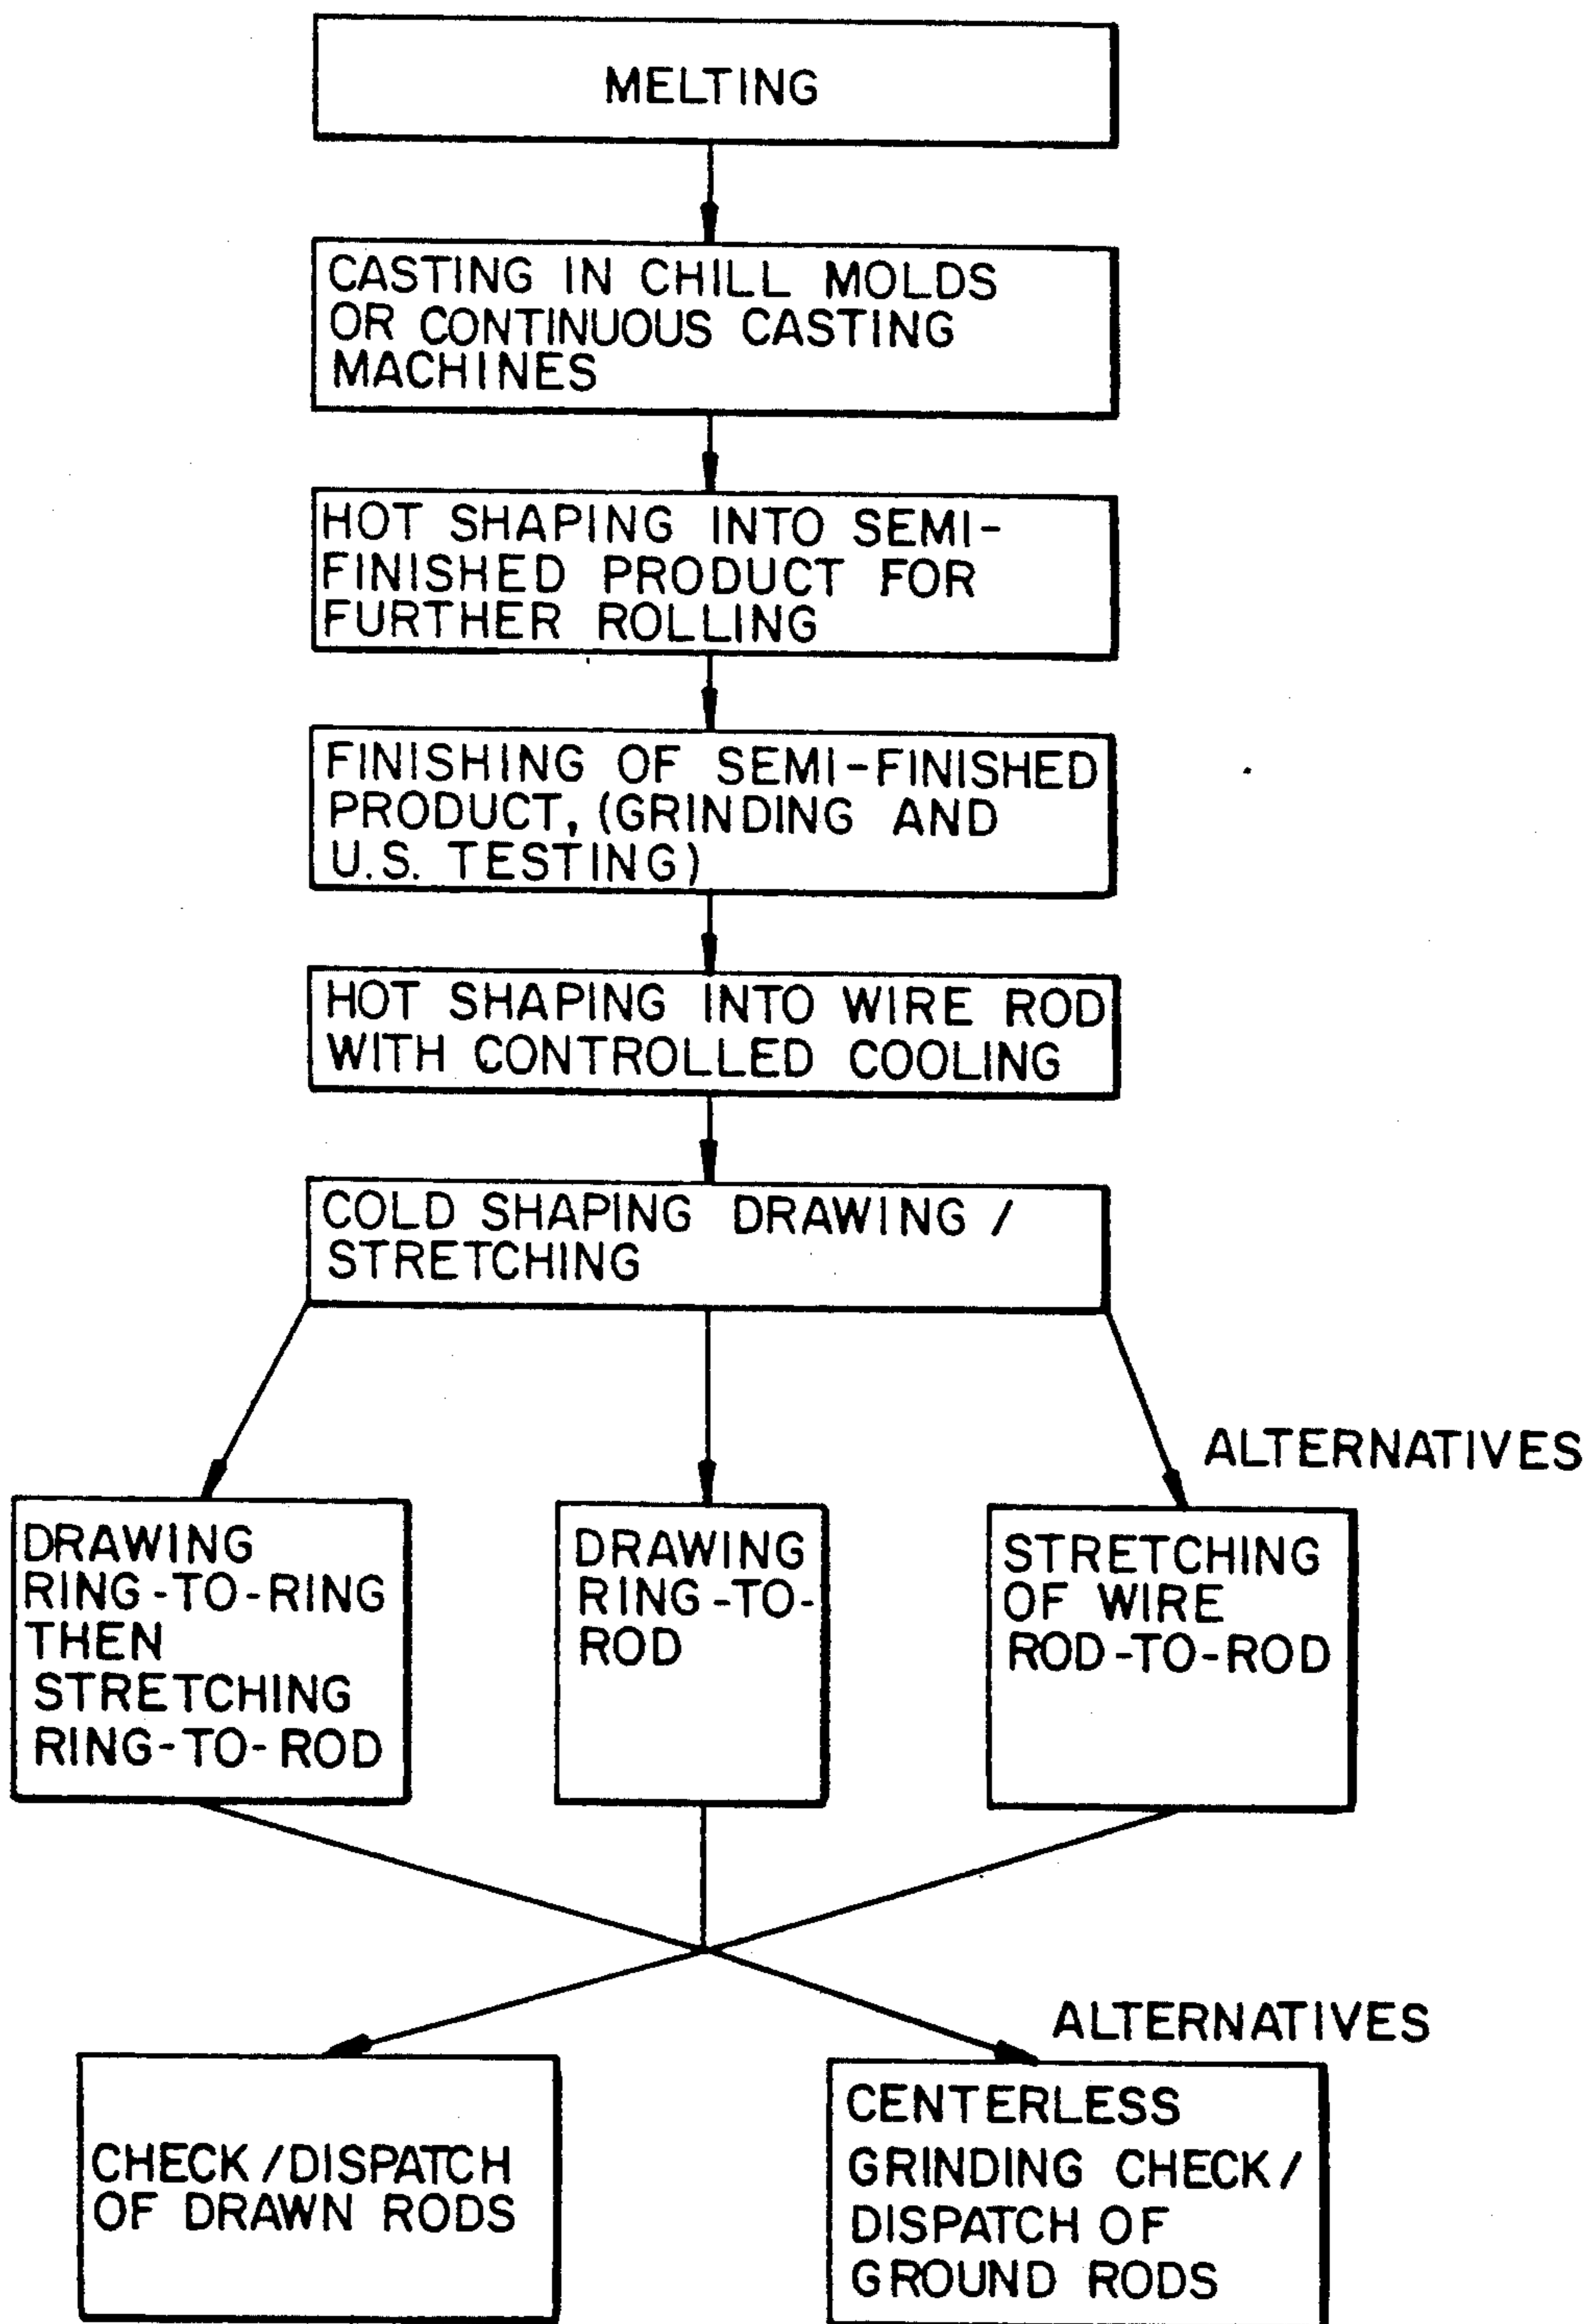 MELTING
CASTING IN CHILL MOLDS
OR CONTINUOUS CASTING
MACHINES
HOT SHAPING INTO SEMI-
FINISHED PRODUCT FOR
FURTHER ROLLING
FINISHING OF SEMI-FINISHED
PRODUCT, (GRINDING AND
U.S. TESTING)
HOT SHAPING INTO WIRE ROD
WITH CONTROLLED COOLING
COLD SHAPING DRAWING /
STRETCHING
ALTERNATIVES
DRAWING
RING-TO-RING
THEN
STRETCHING
RING-TO-ROD
DRAWING
RING-TO-
ROD
STRETCHING
OF WIRE
ROD-TO-ROD
ALTERNATIVES
CHECK/DISPATCH
OF DRAWN RODS
CENTERLESS
GRINDING CHECK/
DISPATCH OF
GROUND RODS